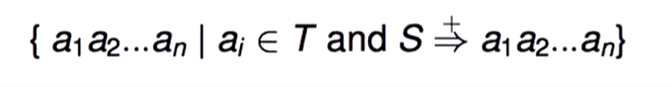 { a₁a₂...aₙ | aᵢ ∈ T and S ⇒⁺ a₁a₂...aₙ}